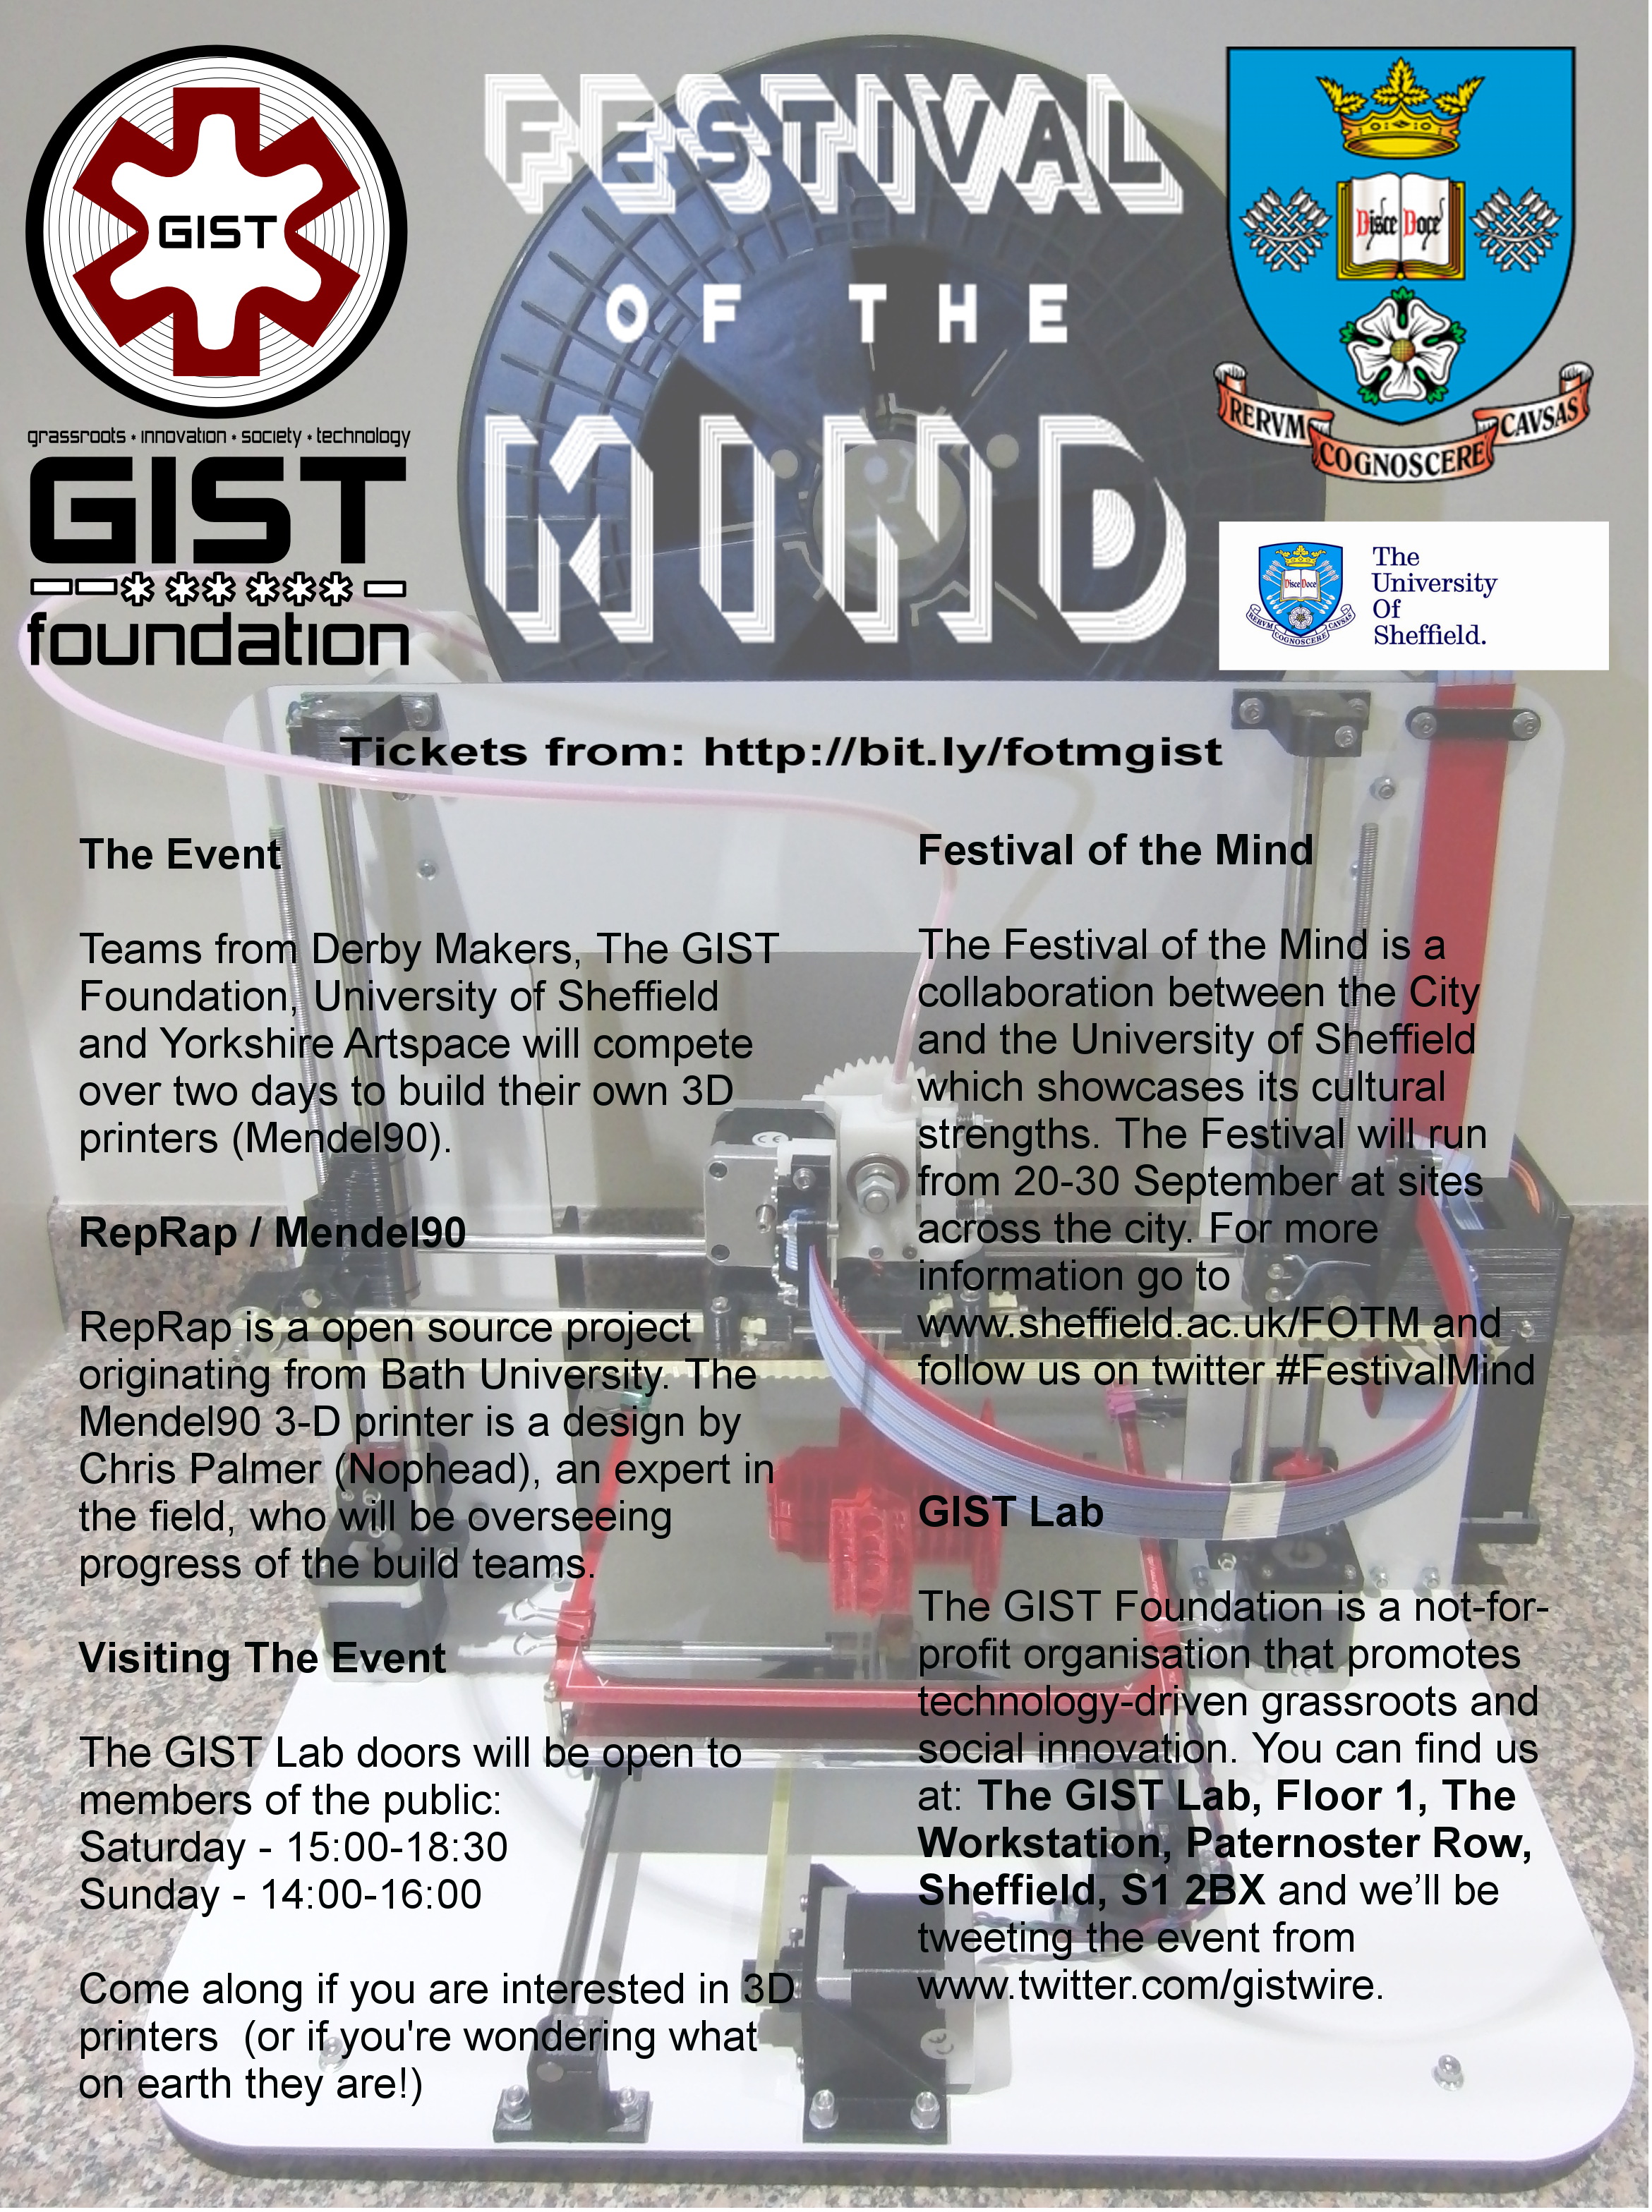 GIST
grassroots • innovation • society • technology
GIST
foundation
FESTIVAL
OF THE
MIND
Disce Doce
RERVM
COGNOSCERE
CAVSAS
Disce Doce
RERVM
COGNOSCERE
CAVSAS
The
University
Of
Sheffield.
Tickets from: http://bit.ly/fotmgist
The Event
Teams from Derby Makers, The GIST
Foundation, University of Sheffield
and Yorkshire Artspace will compete
over two days to build their own 3D
printers (Mendel90).
RepRap / Mendel90
RepRap is a open source project
originating from Bath University. The
Mendel90 3-D printer is a design by
Chris Palmer (Nophead), an expert in
the field, who will be overseeing
progress of the build teams.
Visiting The Event
The GIST Lab doors will be open to
members of the public:
Saturday - 15:00-18:30
Sunday - 14:00-16:00
Come along if you are interested in 3D
printers (or if you're wondering what
on earth they are!)
Festival of the Mind
The Festival of the Mind is a
collaboration between the City
and the University of Sheffield
which showcases its cultural
strengths. The Festival will run
from 20-30 September at sites
across the city. For more
information go to
www.sheffield.ac.uk/FOTM and
follow us on twitter #FestivalMind
GIST Lab
The GIST Foundation is a not-for-
profit organisation that promotes
technology-driven grassroots and
social innovation. You can find us
at: The GIST Lab, Floor 1, The
Workstation, Paternoster Row,
Sheffield, S1 2BX and we’ll be
tweeting the event from
www.twitter.com/gistwire.